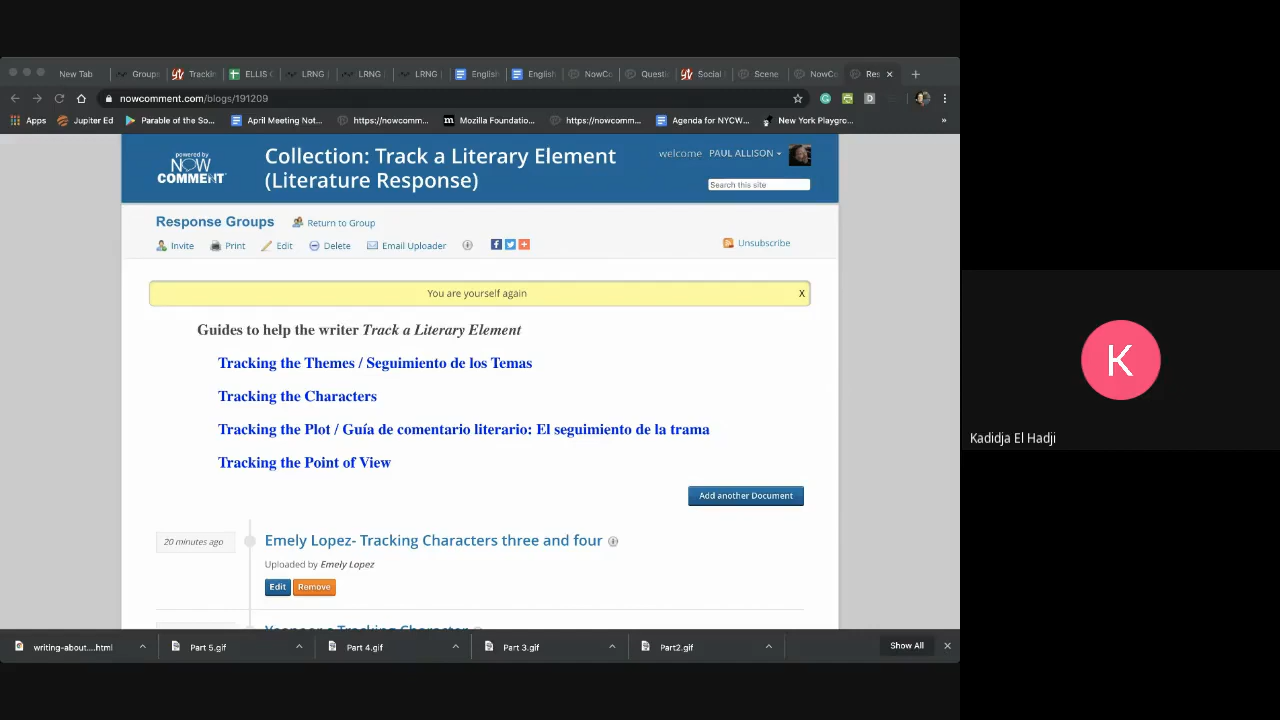 New Tab Groups Trackin ELLIS LRNG LRNG LRNG English English NowCo Questi Social Scene NowCo Res
nowcomment.com/blogs/191209
Apps Jupiter Ed Parable of the So... April Meeting Not... https://nowcomm... Mozilla Foundatio... https://nowcomm... Agenda for NYCW... New York Playgro... »
powered by
NOW
COMMENT
Collection: Track a Literary Element
(Literature Response)
welcome PAUL ALLISON
Search this site
Response Groups Return to Group
Invite Print Edit Delete Email Uploader Unsubscribe
You are yourself again X
Guides to help the writer Track a Literary Element
Tracking the Themes / Seguimiento de los Temas
Tracking the Characters
Tracking the Plot / Guía de comentario literario: El seguimiento de la trama
Tracking the Point of View
Add another Document
20 minutes ago
Emely Lopez- Tracking Characters three and four
Uploaded by Emely Lopez
Edit Remove
Tracking Character
writing-about....html Part 5.gif Part 4.gif Part 3.gif Part2.gif Show All
K
Kadidja El Hadji